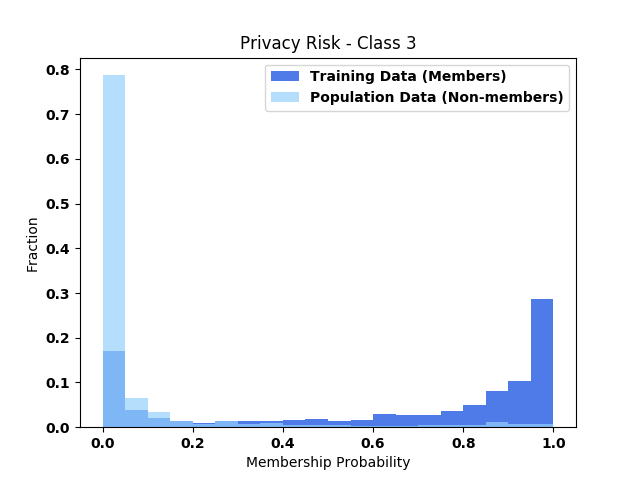 Privacy Risk - Class 3
Training Data (Members)
Population Data (Non-members)
0.8
0.7
0.6
0.5
0.4
0.3
0.2
0.1
0.0
Fraction
0.0 0.2 0.4 0.6 0.8 1.0
Membership Probability